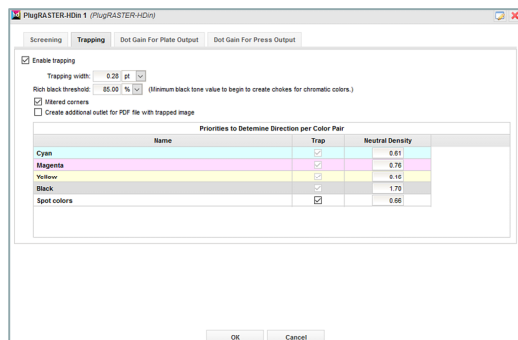 PlugRASTER-HDin 1 (PlugRASTER-HDin)
Screening Trapping Dot Gain For Plate Output Dot Gain For Press Output
Enable trapping
Trapping width: 0.28 pt
Rich black threshold: 85.00 % (Minimum black tone value to begin to create chokes for chromatic colors.)
Mitered corners
Create additional outlet for PDF file with trapped image
Priorities to Detemine Direction per Color Pair
Name Trap Neutral Density
Cyan 0.61
Magenta 0.76
Yellow 0.16
Black 1.70
Spot colors 0.66
OK Cancel